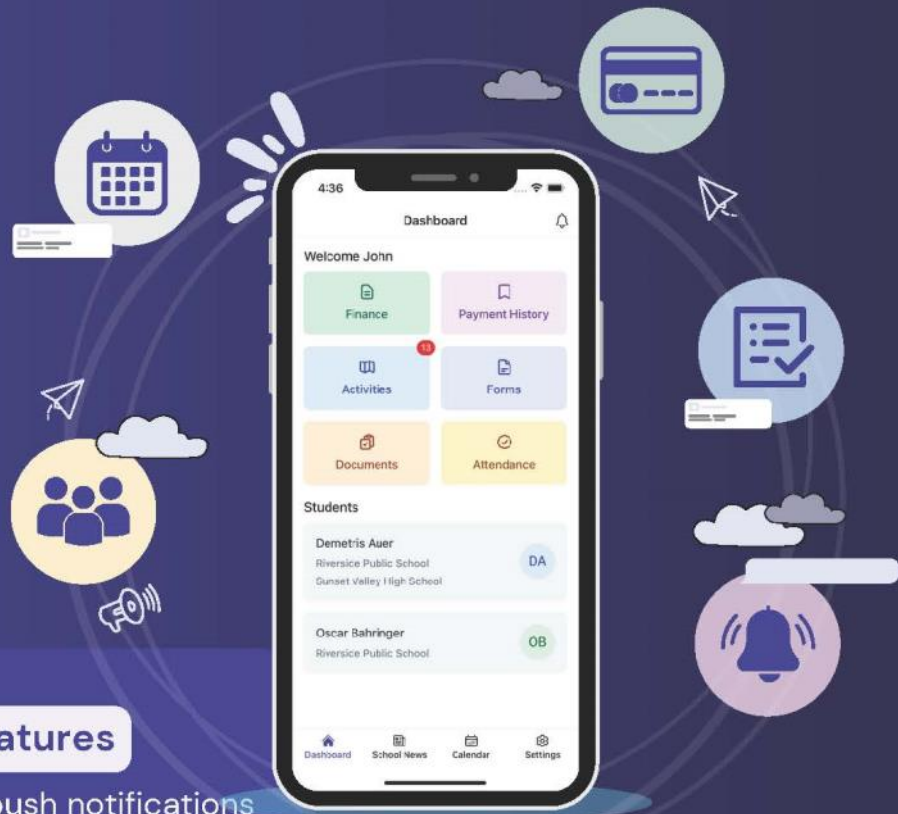 4:36
Dashboard
Welcome John
Finance
Payment History
13
Activities
Forms
Documents
Attendance
Students
Demetris Auer
Riverside Public School
Sunset Valley High School
DA
Oscar Bahringer
Riverside Public School
OB
Dashboard
School News
Calendar
Settings
atures
push notifications